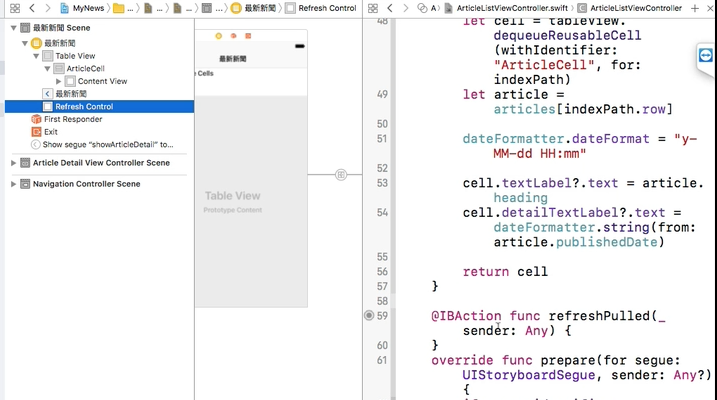 MyNews
...
...
...
...
最新新聞
Refresh Control
A
ArticleListViewController.swift
ArticleListViewController
最新新聞 Scene
最新新聞
Table View
ArticleCell
Content View
最新新聞
Refresh Control
First Responder
Exit
Show segue “showArticleDetail” to...
Article Detail View Controller Scene
Navigation Controller Scene
最新新聞
Cells
Table View
Prototype Content
48 let cell = tableView.
dequeueReusableCell
(withIdentifier:
"ArticleCell", for:
indexPath)
49 let article =
articles[indexPath.row]
50
51 dateFormatter.dateFormat = "y-
MM-dd HH:mm"
52
53 cell.textLabel?.text = article.
heading
54 cell.detailTextLabel?.text =
dateFormatter.string(from:
article.publishedDate)
55
56 return cell
57 }
58
59 @IBAction func refreshPulled(_
sender: Any) {
60 }
61 override func prepare(for segue:
UIStoryboardSegue, sender: Any?)
{